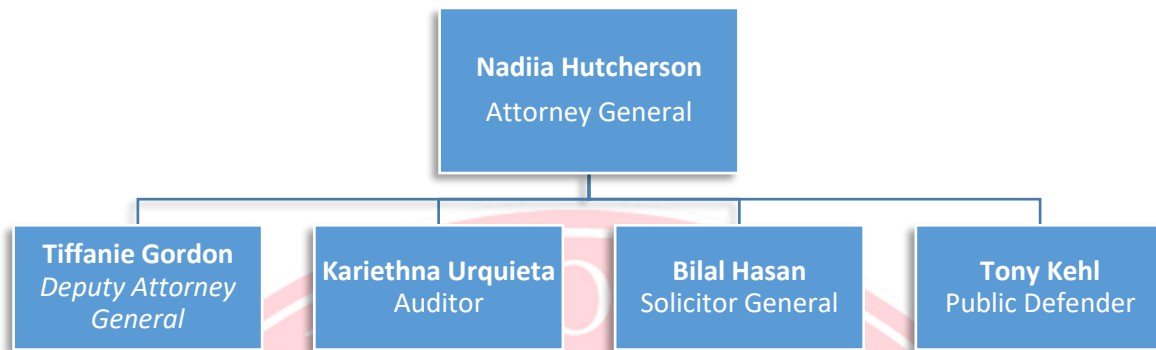 Nadiia Hutcherson
Attorney General
Tiffanie Gordon
Deputy Attorney
General
Kariethna Urquieta
Auditor
Bilal Hasan
Solicitor General
Tony Kehl
Public Defender